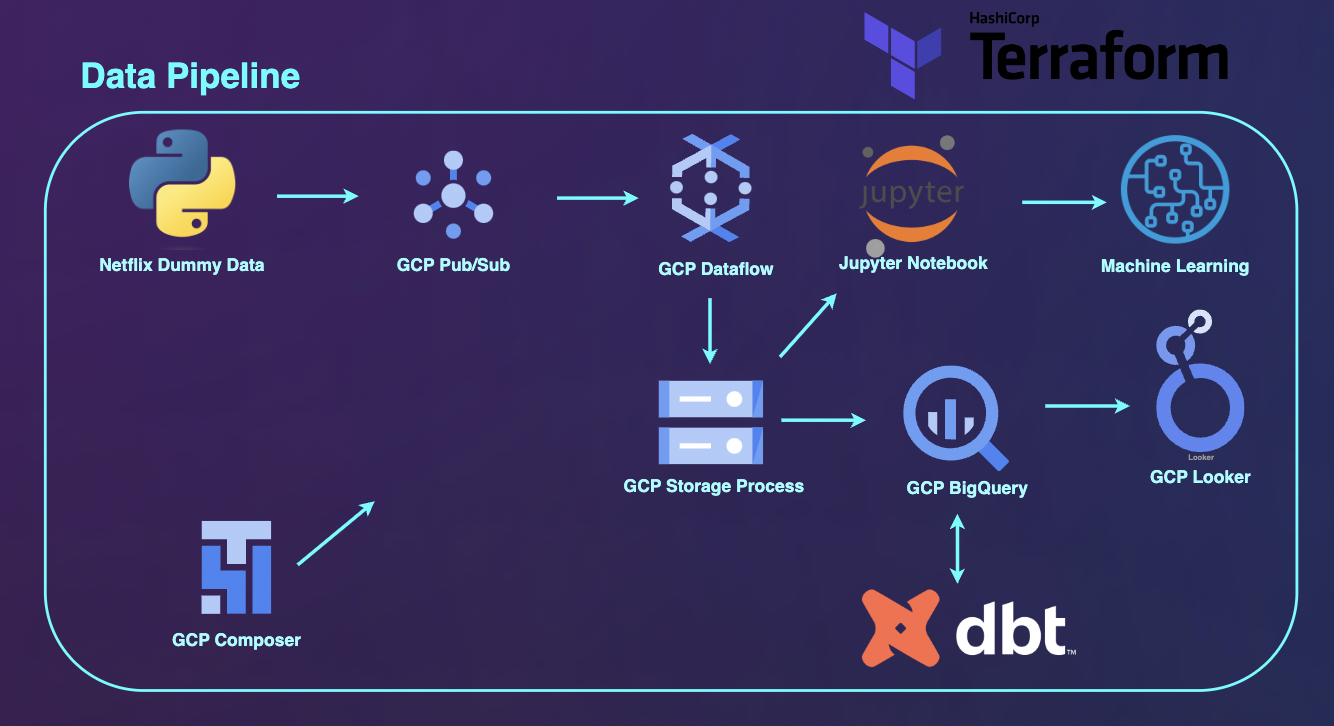 HashiCorp
Terraform
Data Pipeline
jupyter
Netflix Dummy Data
GCP Pub/Sub
GCP Dataflow
Jupyter Notebook
Machine Learning
Looker
GCP Storage Process
GCP BigQuery
GCP Looker
GCP Composer
dbt™